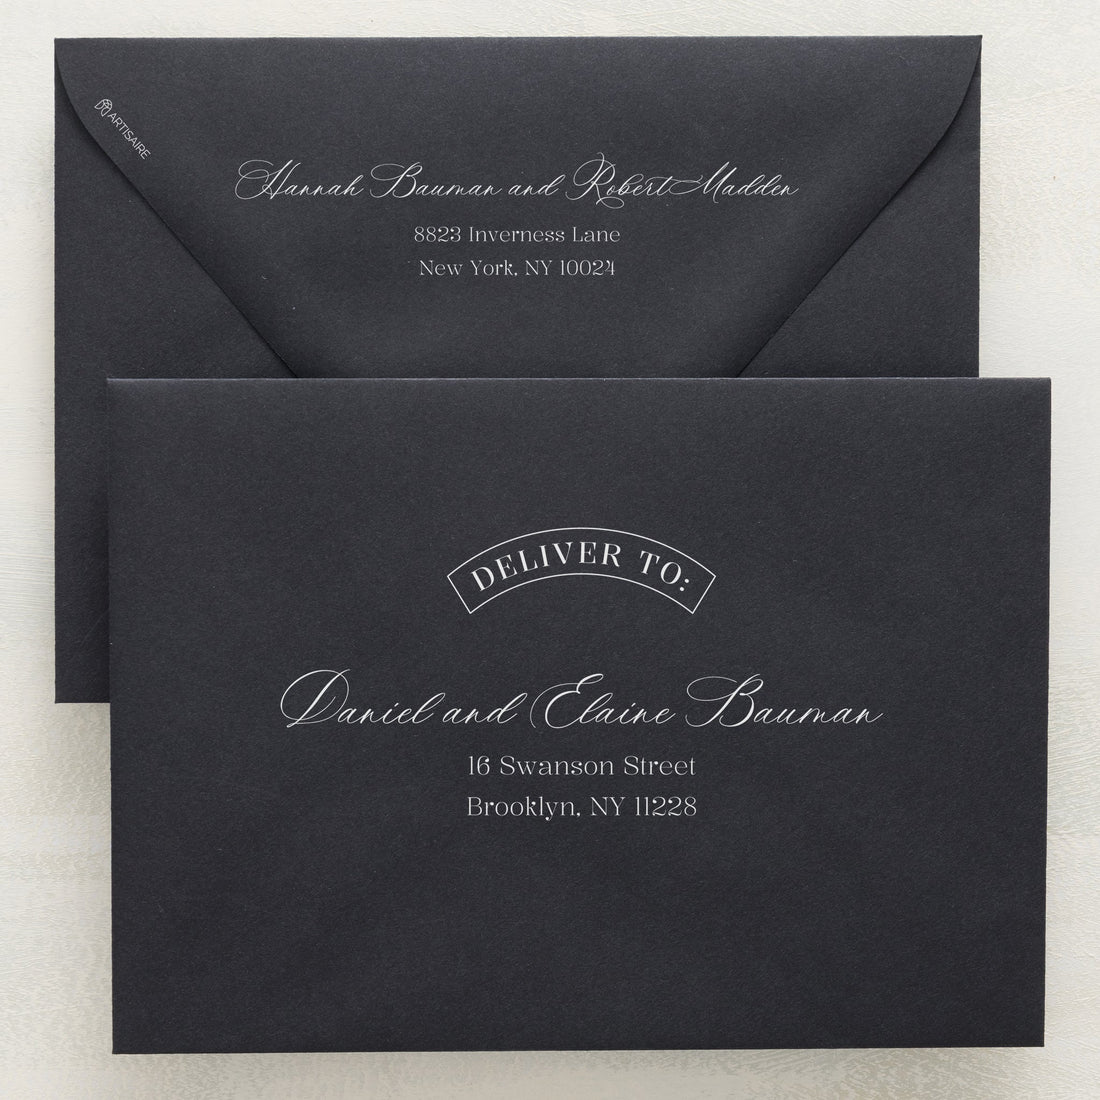 ARTISAIRE
Hannah Bauman and Robert Madden
8823 Inverness Lane
New York, NY 10024
DELIVER TO:
Daniel and Elaine Bauman
16 Swanson Street
Brooklyn, NY 11228